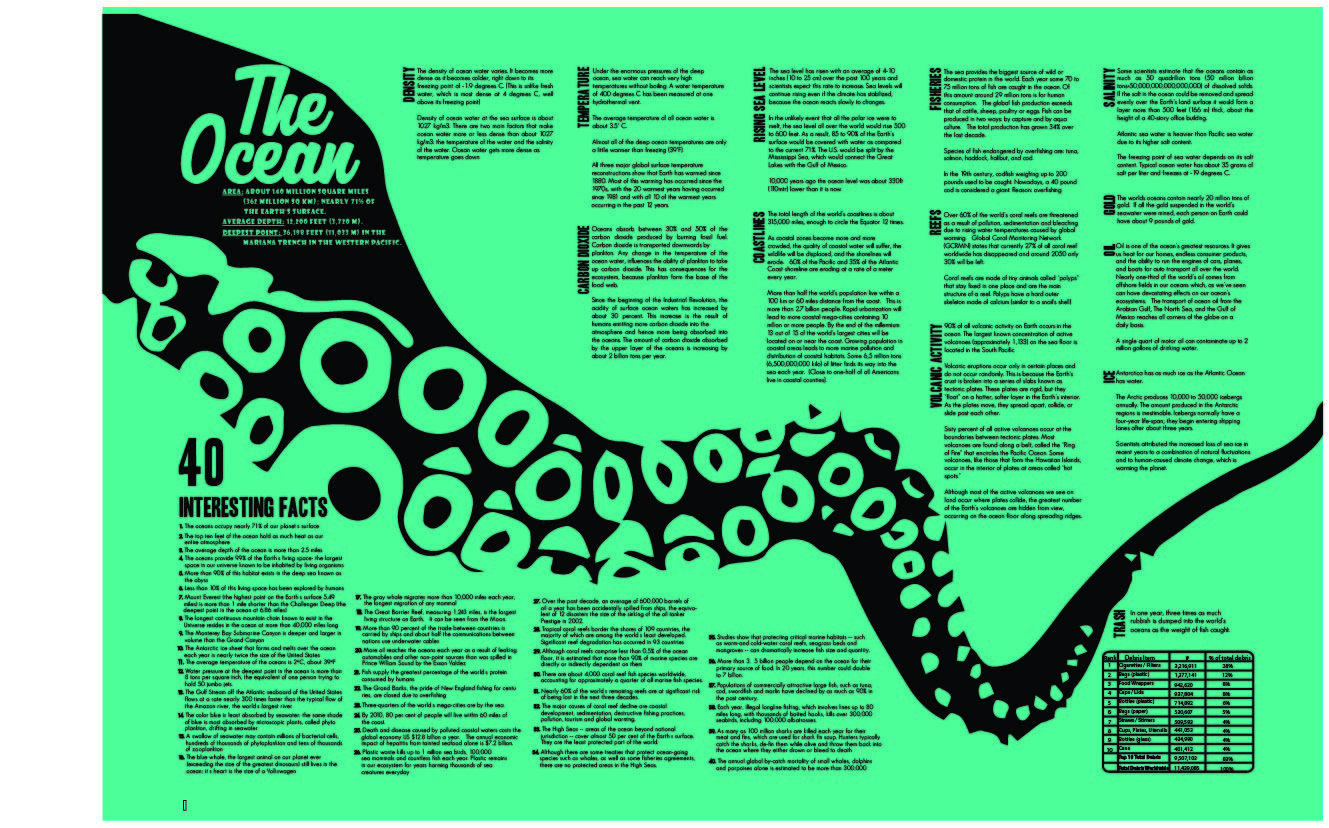 The
Ocean
AREA: ABOUT 140 MILLION SQUARE MILES
(362 MILLION SQ KM); NEARLY 71% OF
THE EARTH'S SURSACE.
AVERAGE DEPTH: 12,200 FEET (3,720 M).
DEEPEST POINT: 36,198 FEET (11,033 M) IN THE
MARIANA TRENCH IN THE WESTERN PACIFIC.
DENSITY
The density of ocean water varies. It becomes more
dense as it becomes colder, right down to its
freezing point of -1.9 degrees C. (This is unlike fresh
water, which is most dense at 4 degrees C, well
above its freezing point)
Density of ocean water at the sea surface is about
1027 kg/m3. There are two main factors that make
ocean water more or less dense than about 1027
kg/m3: the temperature of the water and the salinity
of the water. Ocean water gets more dense as
temperature goes down
TEMPERATURE
Under the enormous pressures of the deep
ocean, sea water can reach very high
temperatures without boiling. A water temperature
of 400 degrees C has been measured at one
hydrothermal vent.
The average temperature of all ocean water is
about 3.5° C.
Almost all of the deep ocean temperatures are only
a little warmer than freezing (39°F)
All three major global surface temperature
reconstructions show that Earth has warmed since
1880. Most of this warming has occurred since the
1970s, with the 20 warmest years having occurred
since 1981 and with all 10 of the warmest years
occurring in the past 12 years.
CARBON DIOXIDE
Oceans absorb between 30% and 50% of the
carbon dioxide produced by burning fossil fuel.
Carbon dioxide is transported downwards by
plankton. Any change in the temperature of the
ocean water, influences the ability of plankton to take
up carbon dioxide. This has consequences for the
ecosystem, because plankton form the base of the
food web.
Since the beginning of the Industrial Revolution, the
acidity of surface ocean waters has increased by
about 30 percent. This increase is the result of
humans emitting more carbon dioxide into the
atmosphere and hence more being absorbed into
the oceans. The amount of carbon dioxide absorbed
by the upper layer of the oceans is increasing by
about 2 billion tons per year.
RISING SEA LEVEL
The sea level has risen with an average of 4-10
inches (10 to 25 cm) over the past 100 years and
scientists expect this rate to increase. Sea levels will
continue rising even if the climate has stabilized,
because the ocean reacts slowly to changes.
In the unlikely event that all the polar ice were to
melt, the sea level all over the world would rise 500
to 600 feet. As a result, 85 to 90% of the Earth's
surface would be covered with water as compared
to the current 71%. The U.S. would be split by the
Mississippi Sea, which would connect the Great
Lakes with the Gulf of Mexico.
10,000 years ago the ocean level was about 330ft
(110mtr) lower than it is now.
COASTLINES
The total length of the world's coastlines is about
315,000 miles, enough to circle the Equator 12 times.
As coastal zones become more and more
crowded, the quality of coastal water will suffer, the
wildlife will be displaced, and the shorelines will
erode. 60% of the Pacific and 35% of the Atlantic
Coast shoreline are eroding at a rate of a meter
every year.
More than half the world's population live within a
100 km or 60 miles distance from the coast. This is
more than 2.7 billion people. Rapid urbanization will
lead to more coastal mega-cities containing 10
million or more people. By the end of the millenium
13 out of 15 of the world's largest cities will be
located on or near the coast. Growing population in
coastal areas leads to more marine pollution and
distribution of coastal habitats. Some 6,5 million tons
(6,500,000,000 kilo) of litter finds its way into the
sea each year. (Close to one-half of all Americans
live in coastal counties)
FISHERIES
The sea provides the biggest source of wild or
domestic protein in the world. Each year some 70 to
75 million tons of fish are caught in the ocean. Of
this amount around 29 million tons is for human
consumption. The global fish production exceeds
that of cattle, sheep, poultry or eggs. Fish can be
produced in two ways: by capture and by aqua
culture. The total production has grown 34% over
the last decade.
Species of fish endangered by overfishing are: tuna,
salmon, haddock, halibut, and cod.
In the 19th century, codfish weighing up to 200
pounds used to be caught. Nowadays, a 40 pound
cod is considered a giant. Reason: overfishing.
REEFS
Over 60% of the world's coral reefs are threatened
as a result of pollution, sedimentation and bleaching
due to rising water temperatures caused by global
warming. Global Coral Monitoring Network
(GCRMN) states that currently 27% of all coral reef
worldwide has disappeared and around 2030 only
30% will be left.
Coral reefs are made of tiny animals called "polyps"
that stay fixed in one place and are the main
structure of a reef. Polyps have a hard outer
skeleton made of calcium (similar to a snail's shell)
VOLCANIC ACTIVITY
90% of all volcanic activity on Earth occurs in the
ocean. The largest known concentration of active
volcanoes (approximately 1,133) on the sea floor is
located in the South Pacific
Volcanic eruptions occur only in certain places and
do not occur randomly. This is because the Earth's
crust is broken into a series of slabs known as
tectonic plates. These plates are rigid, but they
"float" on a hotter, softer layer in the Earth's interior.
As the plates move, they spread apart, collide, or
slide past each other.
Sixty percent of all active volcanoes occur at the
boundaries between tectonic plates. Most
volcanoes are found along a belt, called the "Ring
of Fire" that encircles the Pacific Ocean. Some
volcanoes, like those that form the Hawaiian Islands,
occur in the interior of plates at areas called "hot
spots."
Although most of the active volcanoes we see on
land occur where plates collide, the greatest number
of the Earth's volcanoes are hidden from view,
occurring on the ocean floor along spreading ridges.
SALINITY
Some scientists estimate that the oceans contain as
much as 50 quadrillion tons (50 million billion
tons=50,000,000,000,000,000) of dissolved solids.
If the salt in the ocean could be removed and spread
evenly over the Earth's land surface it would form a
layer more than 500 feet (166 m) thick, about the
height of a 40-story office building.
Atlantic sea water is heavier than Pacific sea water
due to its higher salt content.
The freezing point of sea water depends on its salt
content. Typical ocean water has about 35 grams of
salt per liter and freezes at -1.9 degrees C.
GOLD
The worlds oceans contain nearly 20 million tons of
gold. If all the gold suspended in the world's
seawater were mined, each person on Earth could
have about 9 pounds of gold.
OIL
Oil is one of the ocean's greatest resources. It gives
us heat for our homes, endless consumer products,
and the ability to run the engines of cars, planes,
and boats for auto transport all over the world.
Nearly one-third of the world's oil comes from
offshore fields in our oceans which, as we've seen
can have devastating effects on our ocean's
ecosystems. The transport of ocean oil from the
Arabian Gulf, The North Sea, and the Gulf of
Mexico reaches all corners of the globe on a
daily basis.
A single quart of motor oil can contaminate up to 2
million gallons of drinking water.
ICE
Antarctica has as much ice as the Atlantic Ocean
has water.
The Arctic produces 10,000 to 50,000 icebergs
annually. The amount produced in the Antarctic
regions is inestimable. Icebergs normally have a
four-year life-span; they begin entering shipping
lanes after about three years.
Scientists attributed the increased loss of sea ice in
recent years to a combination of natural fluctuations
and to human-caused climate change, which is
warming the planet.
40
INTERESTING FACTS
1. The oceans occupy nearly 71% of our planet's surface
2. The top ten feet of the ocean hold as much heat as our
entire atmosphere
3. The average depth of the ocean is more than 2.5 miles
4. The oceans provide 99% of the Earth's living space- the largest
space in our universe known to be inhabited by living organisms
5. More than 90% of this habitat exists in the deep sea known as
the abyss
6. Less than 10% of this living space has been explored by humans
7. Mount Everest (the highest point on the Earth's surface 5.49
miles) is more than 1 mile shorter than the Challenger Deep (the
deepest point in the ocean at 6.86 miles)
8. The longest continuous mountain chain known to exist in the
Universe resides in the ocean at more than 40,000 miles long
9. The Monterey Bay Submarine Canyon is deeper and larger in
volume than the Grand Canyon
10. The Antarctic ice sheet that forms and melts over the ocean
each year is nearly twice the size of the United States
11. The average temperature of the oceans is 2°C, about 39°F
12. Water pressure at the deepest point in the ocean is more than
8 tons per square inch, the equivalent of one person trying to
hold 50 jumbo jets
13. The Gulf Stream off the Atlantic seaboard of the United States
flows at a rate nearly 300 times faster than the typical flow of
the Amazon river, the world's largest river
14. The color blue is least absorbed by seawater; the same shade
of blue is most absorbed by microscopic plants, called phyto
plankton, drifting in seawater
15. A swallow of seawater may contain millions of bacterial cells,
hundreds of thousands of phytoplankton and tens of thousands
of zooplankton
16. The blue whale, the largest animal on our planet ever
(exceeding the size of the greatest dinosaurs) still lives in the
ocean; it's heart is the size of a Volkswagen
17. The gray whale migrates more than 10,000 miles each year,
the longest migration of any mammal
18. The Great Barrier Reef, measuring 1,243 miles, is the largest
living structure on Earth. It can be seen from the Moon.
19. More than 90 percent of the trade between countries is
carried by ships and about half the communications between
nations use underwater cables
20. More oil reaches the oceans each year as a result of leaking
automobiles and other non-point sources than was spilled in
Prince William Sound by the Exxon Valdez
21. Fish supply the greatest percentage of the world's protein
consumed by humans
22. The Grand Banks, the pride of New England fishing for centu
ries, are closed due to overfishing
23. Three-quarters of the world's mega-cities are by the sea.
24. By 2010, 80 per cent of people will live within 60 miles of
the coast.
25. Death and disease caused by polluted coastal waters costs the
global economy US $12.8 billion a year. The annual economic
impact of hepatitis from tainted seafood alone is $7.2 billion.
26. Plastic waste kills up to 1 million sea birds, 100,000
sea mammals and countless fish each year. Plastic remains
in our ecosystem for years harming thousands of sea
creatures everyday
27. Over the past decade, an average of 600,000 barrels of
oil a year has been accidentally spilled from ships, the equiva-
lent of 12 disasters the size of the sinking of the oil tanker
Prestige in 2002.
28. Tropical coral reefs border the shores of 109 countries, the
majority of which are among the world's least developed.
Significant reef degradation has occurred in 93 countries
29. Although coral reefs comprise less than 0.5% of the ocean
floor, it is estimated that more than 90% of marine species are
directly or indirectly dependent on them
30. There are about 4,000 coral reef fish species worldwide,
accounting for approximately a quarter of all marine fish species.
31. Nearly 60% of the world's remaining reefs are at significant risk
of being lost in the next three decades.
32. The major causes of coral reef decline are coastal
development, sedimentation, destructive fishing practices,
pollution, tourism and global warming.
33. The High Seas – areas of the ocean beyond national
jurisdiction – cover almost 50 per cent of the Earth's surface.
They are the least protected part of the world.
34. Although there are some treaties that protect ocean-going
species such as whales, as well as some fisheries agreements,
there are no protected areas in the High Seas.
35. Studies show that protecting critical marine habitats – such
as warm-and cold-water coral reefs, seagrass beds and
mangroves – can dramatically increase fish size and quantity.
36. More than 3. 5 billion people depend on the ocean for their
primary source of food. In 20 years, this number could double
to 7 billion
37. Populations of commercially attractive large fish, such as tuna,
cod, swordfish and marlin have declined by as much as 90% in
the past century.
38. Each year, illegal longline fishing, which involves lines up to 80
miles long, with thousands of baited hooks, kills over 300,000
seabirds, including 100,000 albatrosses.
39. As many as 100 million sharks are killed each year for their
meat and fins, which are used for shark fin soup. Hunters typically
catch the sharks, de-fin them while alive and throw them back into
the ocean where they either drown or bleed to death
40. The annual global by-catch mortality of small whales, dolphins
and porpoises alone is estimated to be more than 300,000
TRASH
In one year, three times as much
rubbish is dumped into the world's
oceans as the weight of fish caught.
Rank Debris Item # % of total debris
1 Cigarettes / Filters 3,216,911 28%
2 Bags (plastic) 1,377,141 12%
3 Food Wrappers 942,620 8%
4 Caps / Lids 937,804 8%
5 Bottles (plastic) 714,892 6%
6 Bags (paper) 530,607 5%
7 Straws / Stirrers 509,593 4%
8 Cups, Plates, Utensils 441,053 4%
9 Bottles (glass) 434,990 4%
10 Cans 401,412 4%
Top 10 Total Debris 9,507,103 83%
Total Debris Worldwide 11,439,086 100%